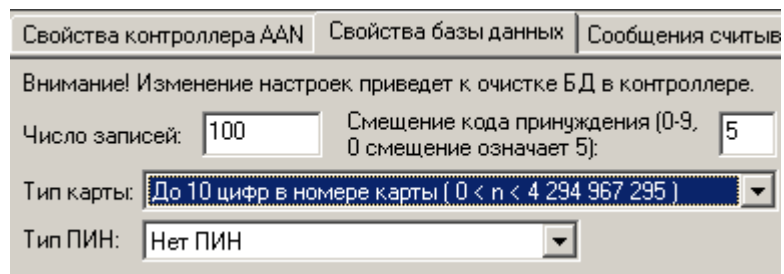 Свойства контроллера AAN Свойства базы данных Сообщения считыв
Внимание! Изменение настроек приведет к очистке БД в контроллере.
Число записей: 100 Смещение кода принуждения (0-9, 5
0 смещение означает 5):
Тип карты: До 10 цифр в номере карты ( 0 < n < 4 294 967 295 )
Тип ПИН: Нет ПИН